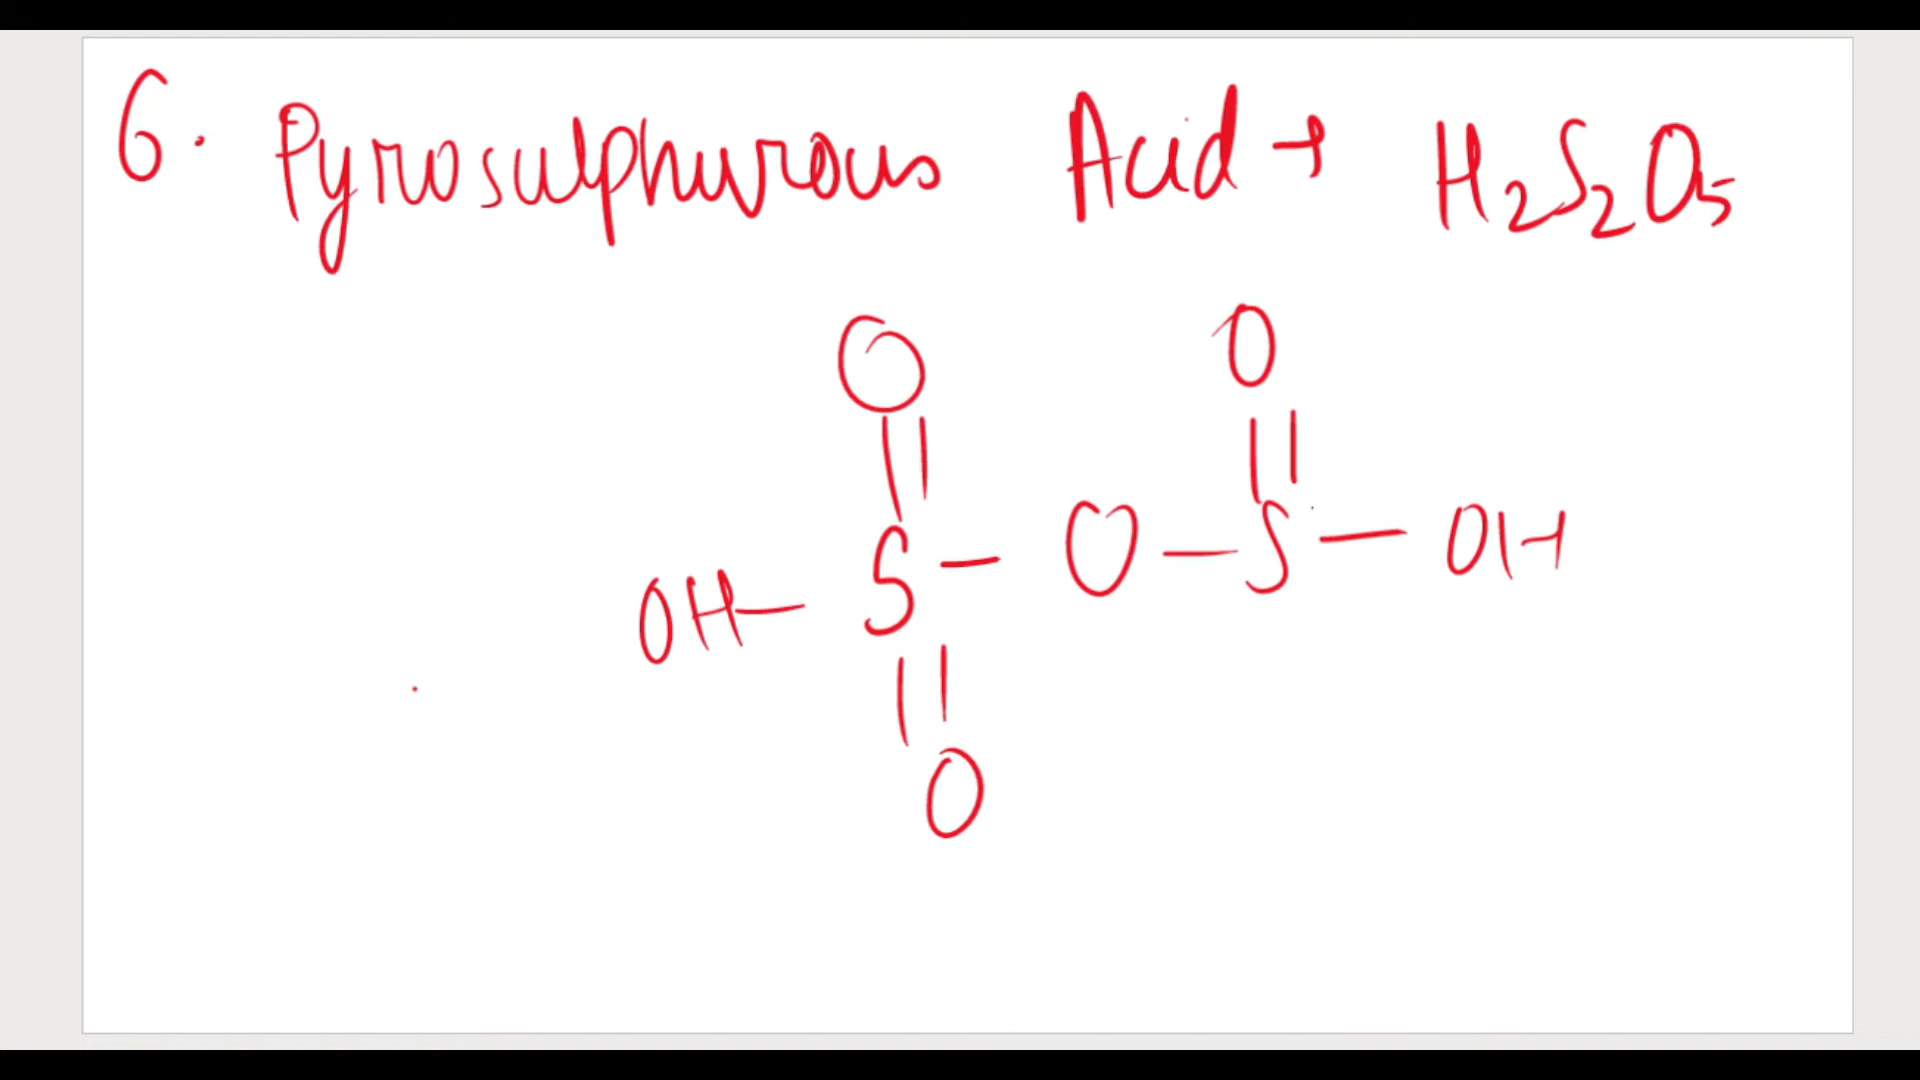 6. Pyrosulphurous Acid → H₂S₂O₅
O O
|| ||
OH— S — O — S — OH
||
O